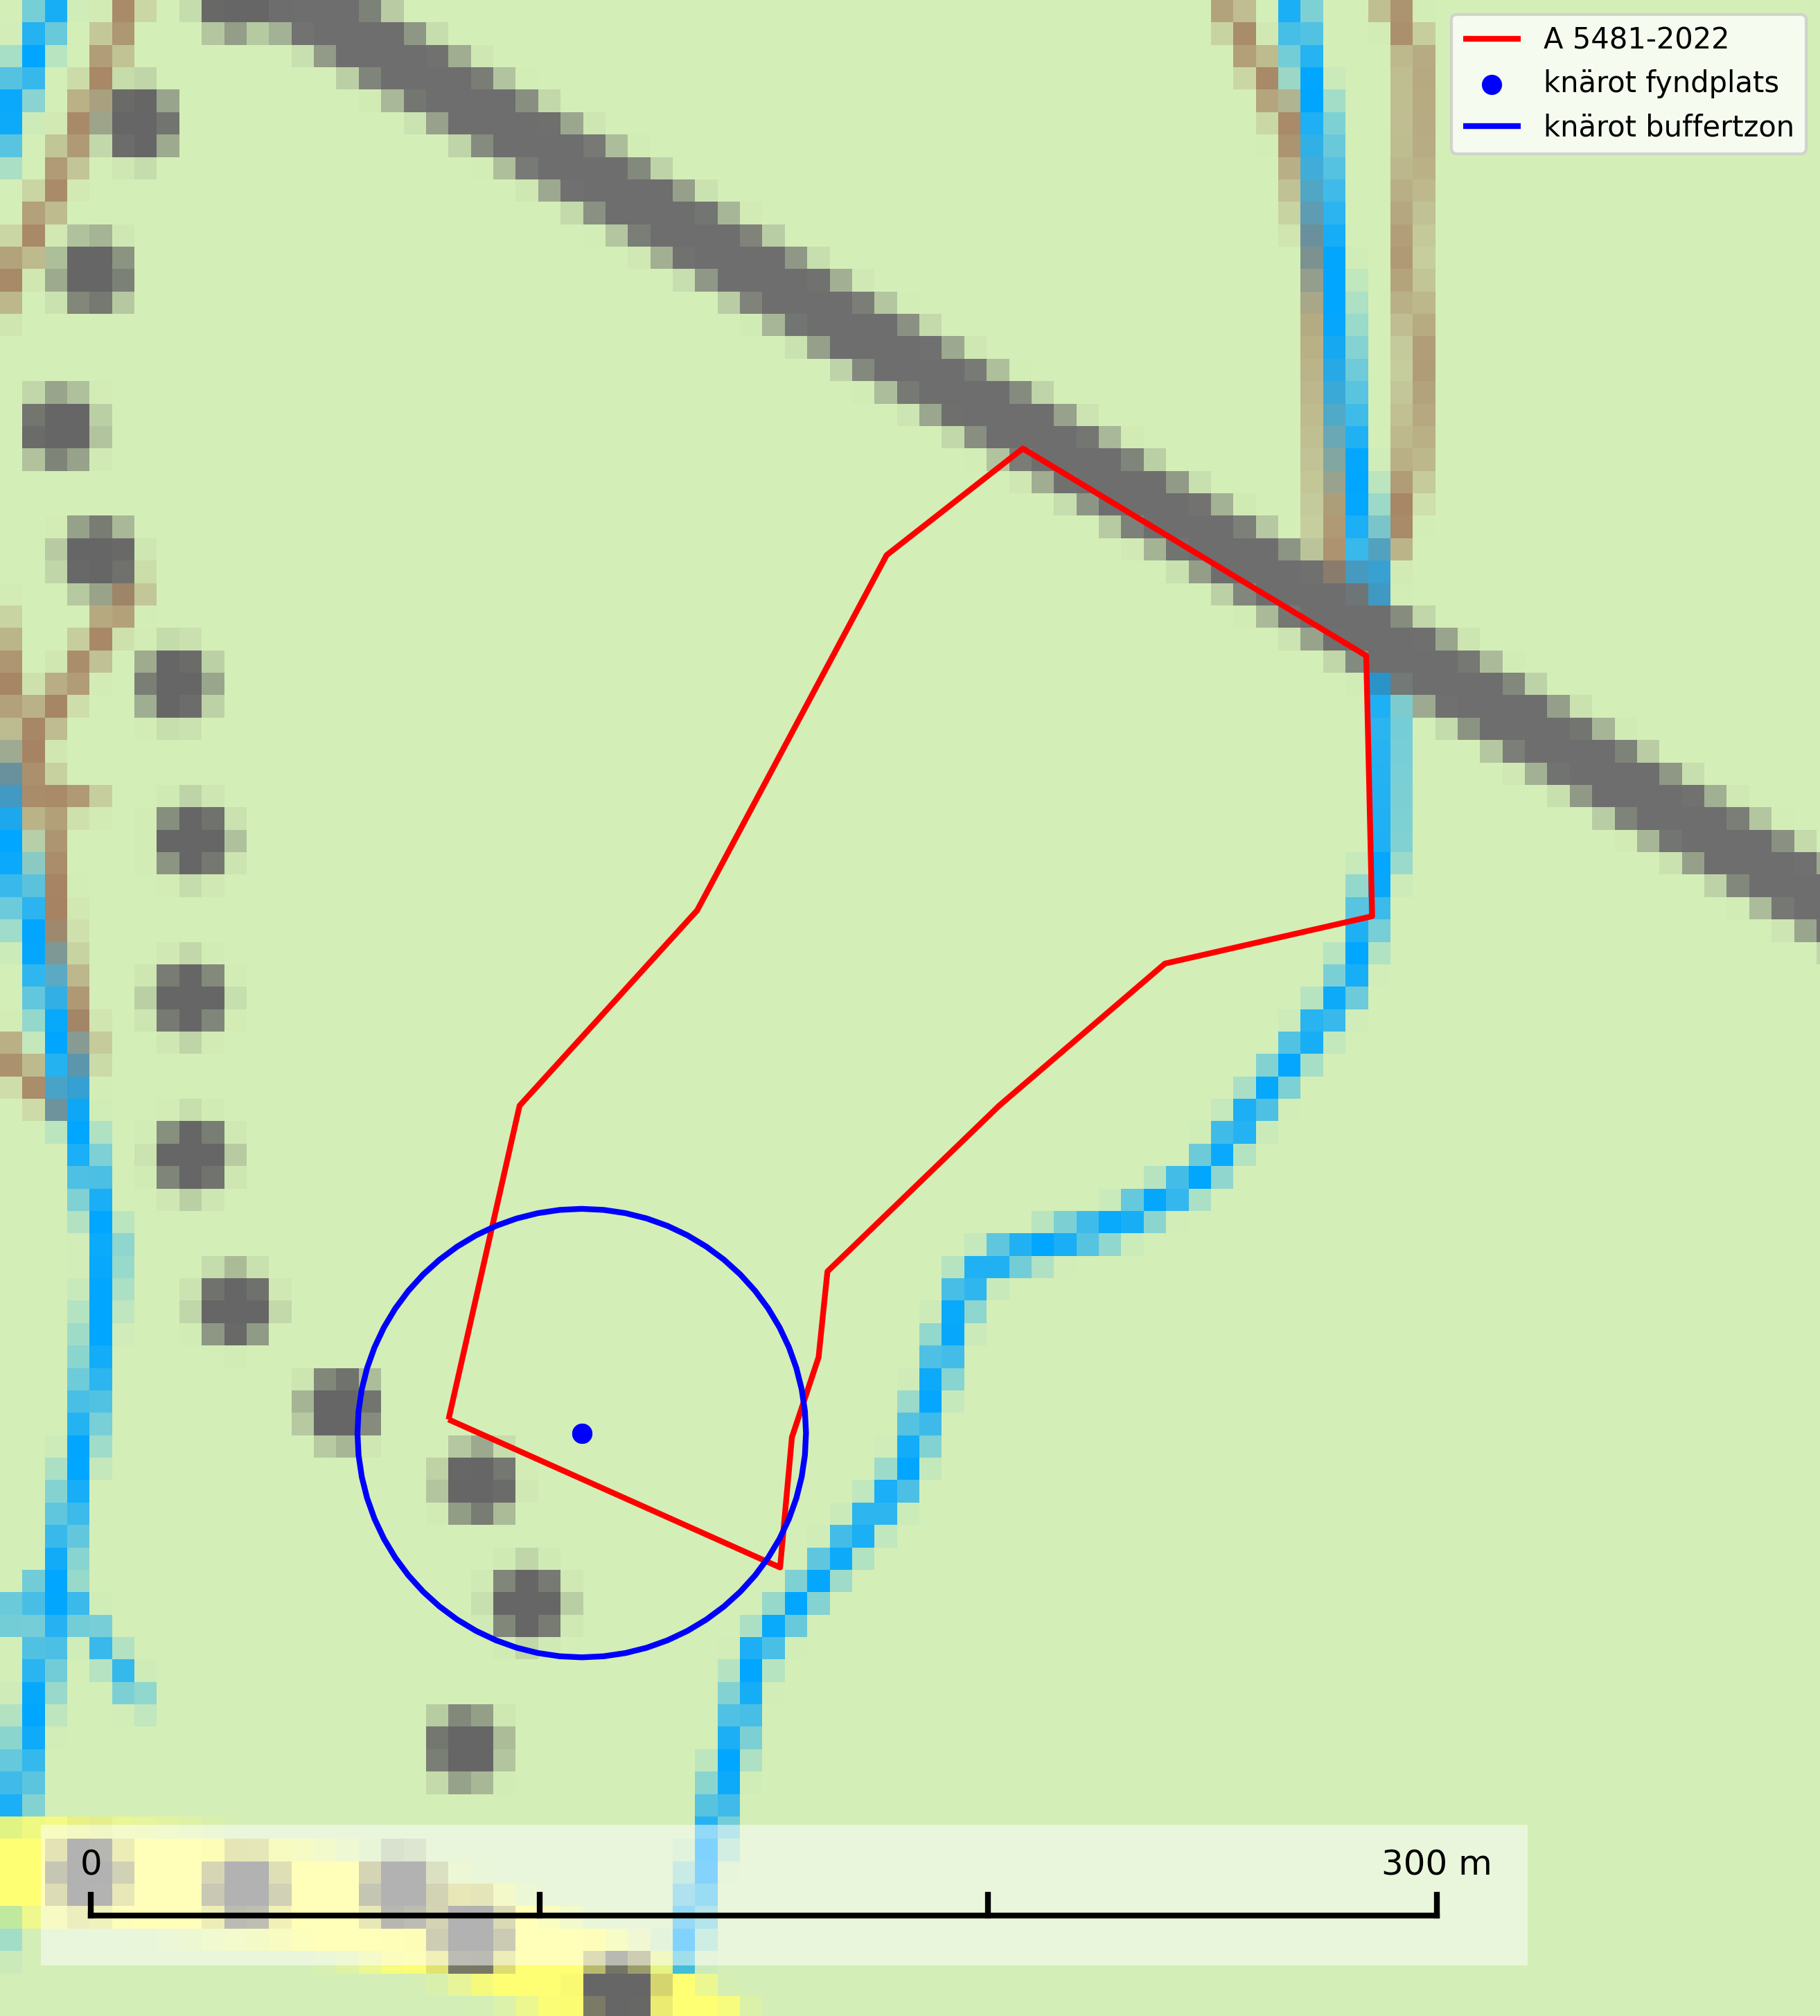 A 5481-2022
knärot fyndplats
knärot buffertzon
0 300 m